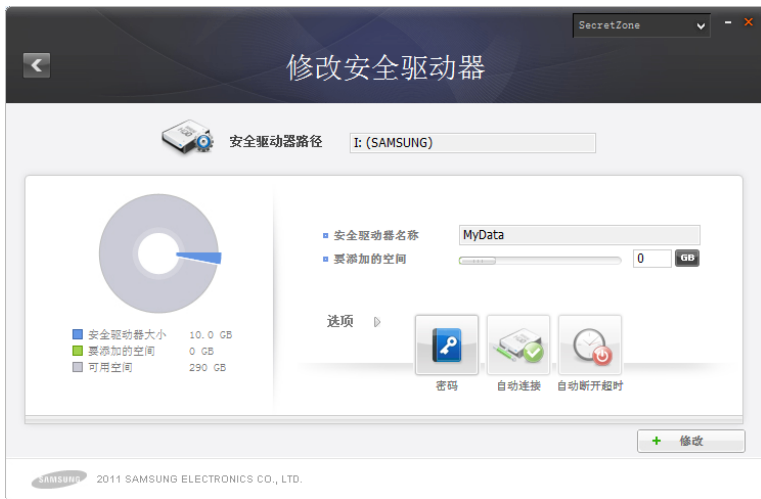 SecretZone
修改安全驱动器
HDD
安全驱动器路径 I: (SAMSUNG)
安全驱动器名称 MyData
要添加的空间 0 GB
选项
安全驱动器大小 10.0 GB
要添加的空间 0 GB
可用空间 290 GB
密码 自动连接 自动断开超时
+ 修改
SAMSUNG 2011 SAMSUNG ELECTRONICS CO., LTD.